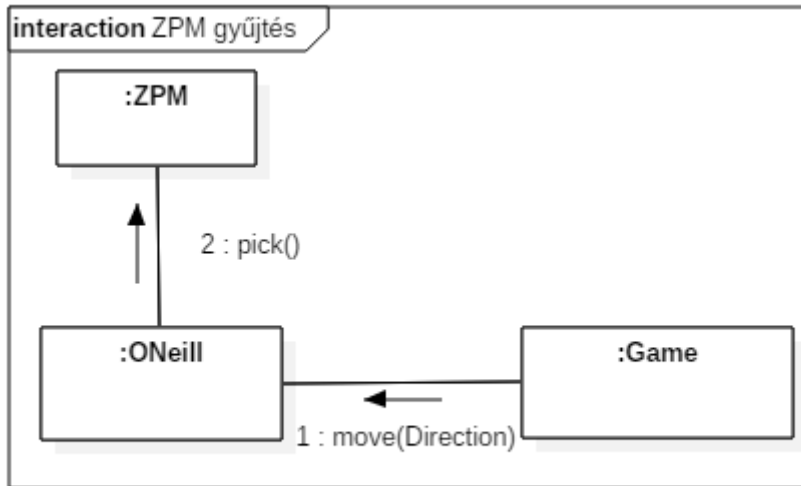 interaction ZPM gyűjtés
:ZPM
2 : pick()
:ONeill
:Game
1 : move(Direction)